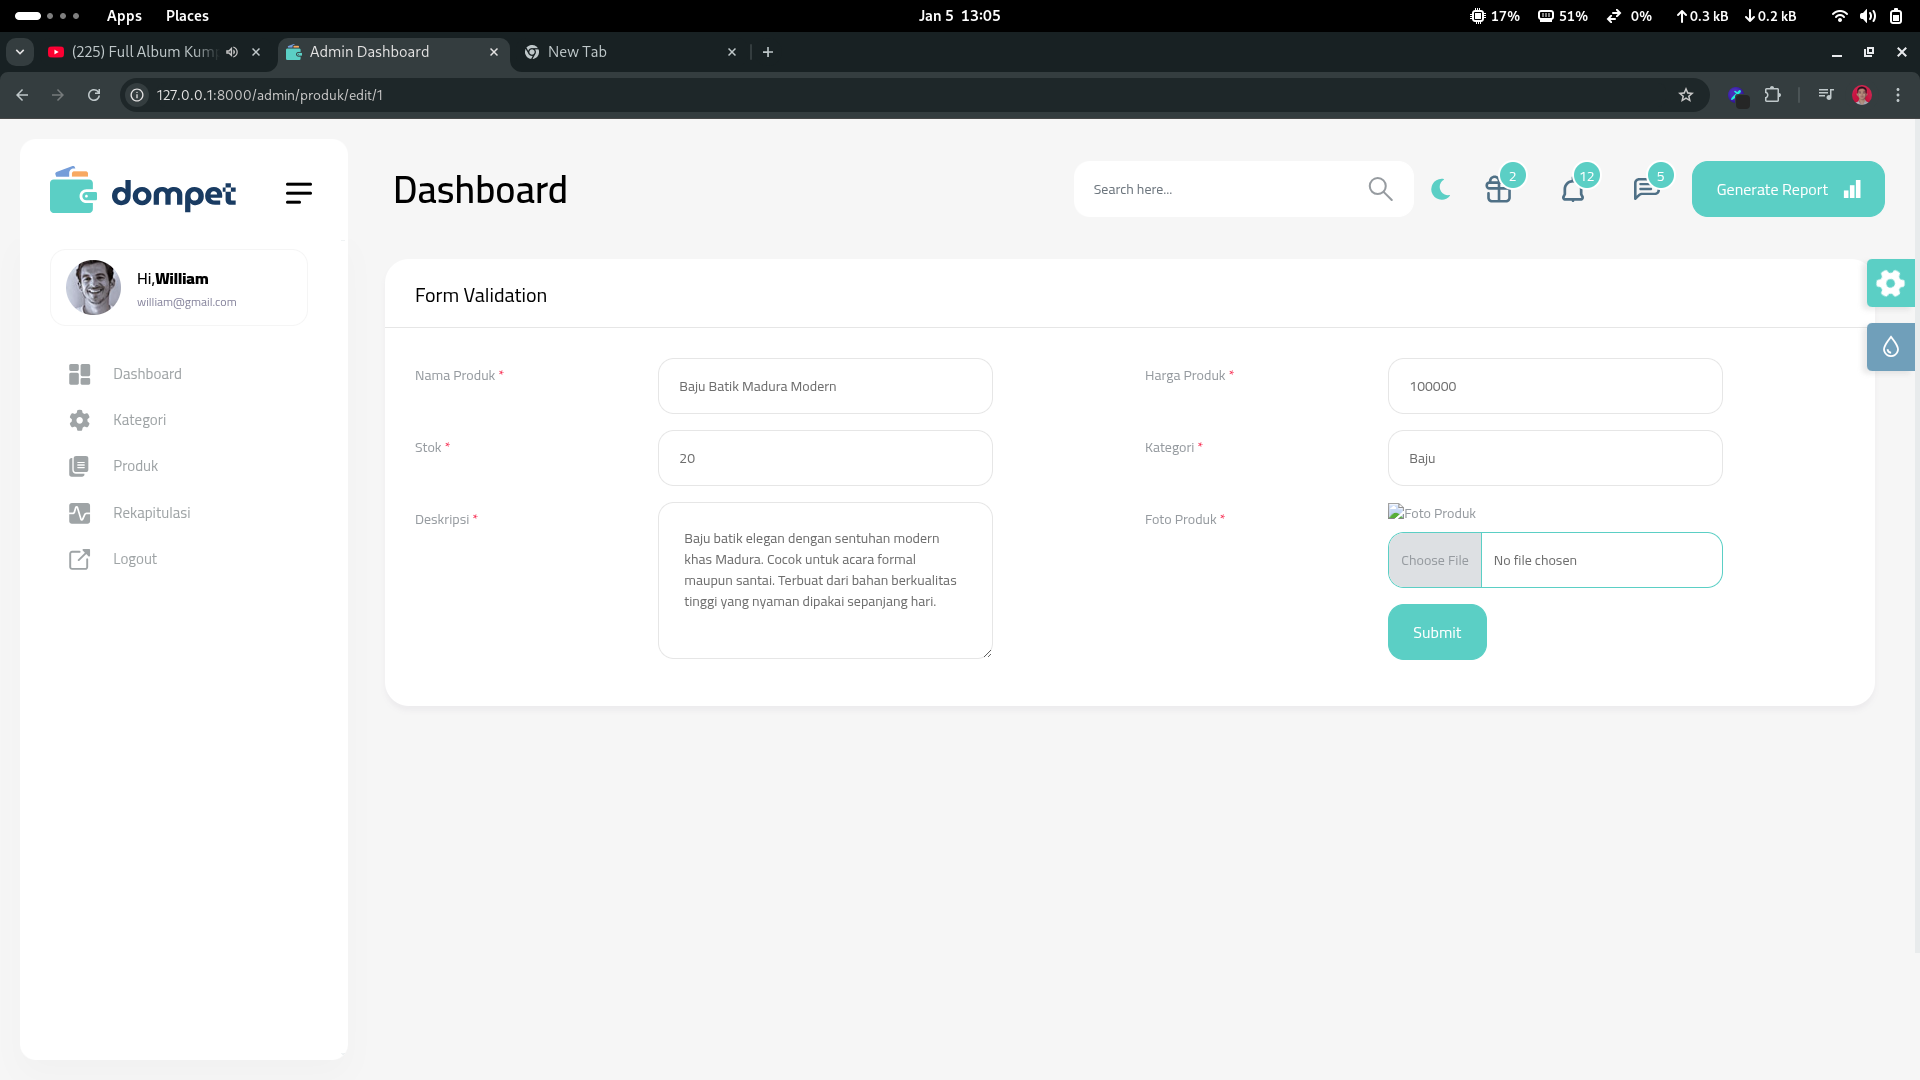 Apps Places Jan 5 13:05 17% 51% 0% 0.3 kB 0.2 kB
(225) Full Album Kum Admin Dashboard New Tab
127.0.0.1:8000/admin/produk/edit/1
dompet
Dashboard
Search here...
2
12
5
Generate Report
Hi,William
william@gmail.com
Dashboard
Kategori
Produk
Rekapitulasi
Logout
Form Validation
Nama Produk *
Baju Batik Madura Modern
Harga Produk *
100000
Stok *
20
Kategori *
Baju
Deskripsi *
Baju batik elegan dengan sentuhan modern
khas Madura. Cocok untuk acara formal
maupun santai. Terbuat dari bahan berkualitas
tinggi yang nyaman dipakai sepanjang hari.
Foto Produk *
Foto Produk
Choose File No file chosen
Submit